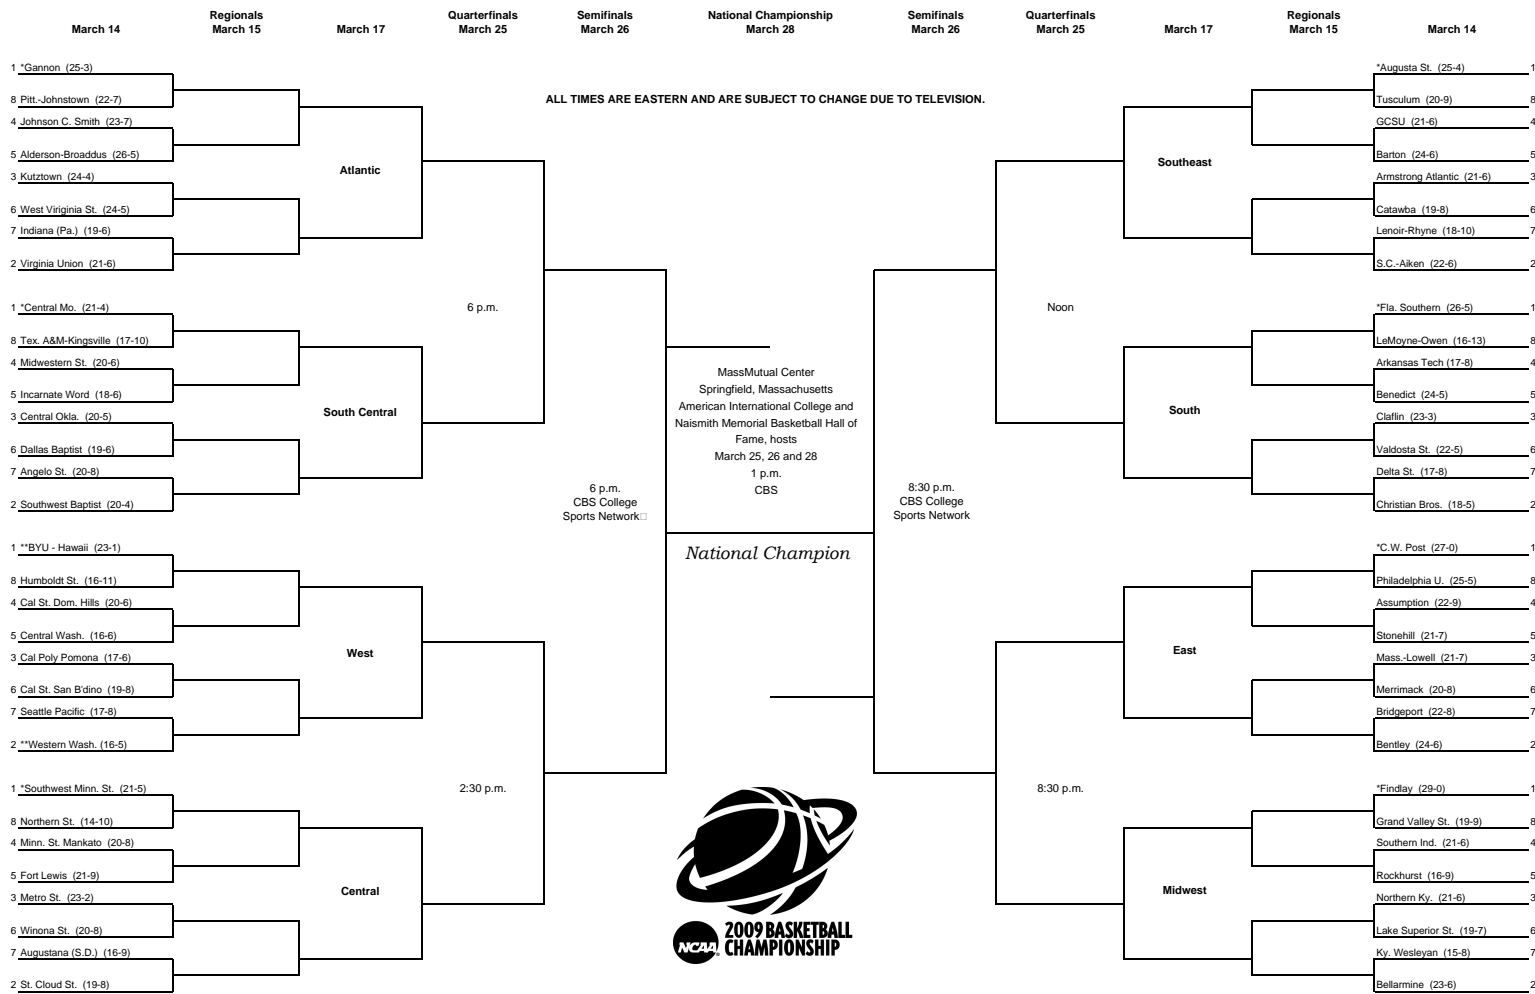 Regionals Quarterfinals Semifinals National Championship Semifinals Quarterfinals Regionals
March 14 March 15 March 17 March 25 March 26 March 28 March 26 March 25 March 17 March 15 March 14
1 *Gannon (25-3)
8 Pitt.-Johnstown (22-7)
4 Johnson C. Smith (23-7)
5 Alderson-Broaddus (26-5)
Atlantic
3 Kutztown (24-4)
6 West Viriginia St. (24-5)
7 Indiana (Pa.) (19-6)
2 Virginia Union (21-6)
6 p.m.
1 *Central Mo. (21-4)
8 Tex. A&M-Kingsville (17-10)
4 Midwestern St. (20-6)
5 Incarnate Word (18-6)
South Central
3 Central Okla. (20-5)
6 Dallas Baptist (19-6)
7 Angelo St. (20-8)
2 Southwest Baptist (20-4)
6 p.m.
CBS College
Sports Network
1 **BYU - Hawaii (23-1)
8 Humboldt St. (16-11)
4 Cal St. Dom. Hills (20-6)
5 Central Wash. (16-6)
West
3 Cal Poly Pomona (17-6)
6 Cal St. San B'dino (19-8)
7 Seattle Pacific (17-8)
2 **Western Wash. (16-5)
2:30 p.m.
1 *Southwest Minn. St. (21-5)
8 Northern St. (14-10)
4 Minn. St. Mankato (20-8)
5 Fort Lewis (21-9)
Central
3 Metro St. (23-2)
6 Winona St. (20-8)
7 Augustana (S.D.) (16-9)
2 St. Cloud St. (19-8)
ALL TIMES ARE EASTERN AND ARE SUBJECT TO CHANGE DUE TO TELEVISION.
MassMutual Center
Springfield, Massachusetts
American International College and
Naismith Memorial Basketball Hall of
Fame, hosts
March 25, 26 and 28
1 p.m.
CBS
National Champion
NCAA
2009 BASKETBALL
CHAMPIONSHIP
*Augusta St. (25-4) 1
Tusculum (20-9) 8
GCSU (21-6) 4
Barton (24-6) 5
Southeast
Armstrong Atlantic (21-6) 3
Catawba (19-8) 6
Lenoir-Rhyne (18-10) 7
S.C.-Aiken (22-6) 2
Noon
*Fla. Southern (26-5) 1
LeMoyne-Owen (16-13) 8
Arkansas Tech (17-8) 4
Benedict (24-5) 5
South
Claflin (23-3) 3
Valdosta St. (22-5) 6
Delta St. (17-8) 7
Christian Bros. (18-5) 2
8:30 p.m.
CBS College
Sports Network
*C.W. Post (27-0) 1
Philadelphia U. (25-5) 8
Assumption (22-9) 4
Stonehill (21-7) 5
East
Mass.-Lowell (21-7) 3
Merrimack (20-8) 6
Bridgeport (22-8) 7
Bentley (24-6) 2
8:30 p.m.
*Findlay (29-0) 1
Grand Valley St. (19-9) 8
Southern Ind. (21-6) 4
Rockhurst (16-9) 5
Midwest
Northern Ky. (21-6) 3
Lake Superior St. (19-7) 6
Ky. Wesleyan (15-8) 7
Bellarmine (23-6) 2